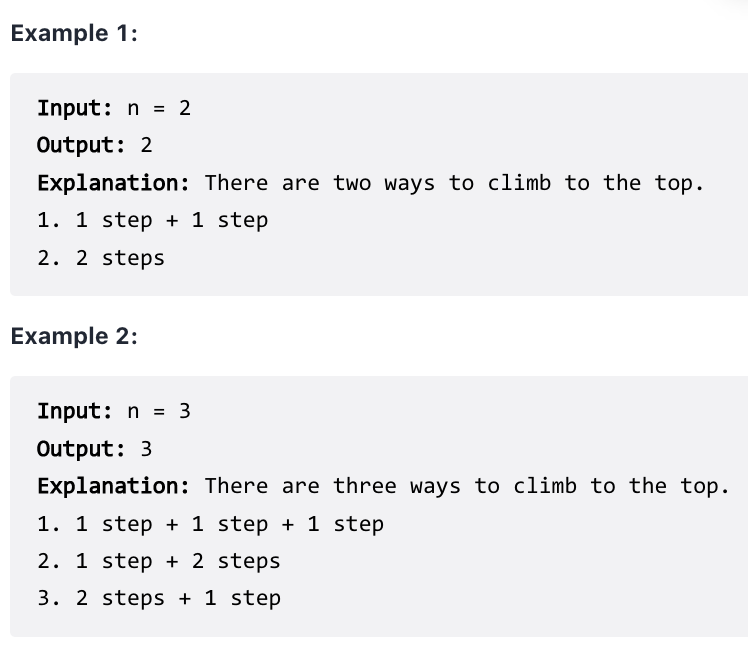 Example 1:
Input: n = 2
Output: 2
Explanation: There are two ways to climb to the top.
1. 1 step + 1 step
2. 2 steps
Example 2:
Input: n = 3
Output: 3
Explanation: There are three ways to climb to the top.
1. 1 step + 1 step + 1 step
2. 1 step + 2 steps
3. 2 steps + 1 step